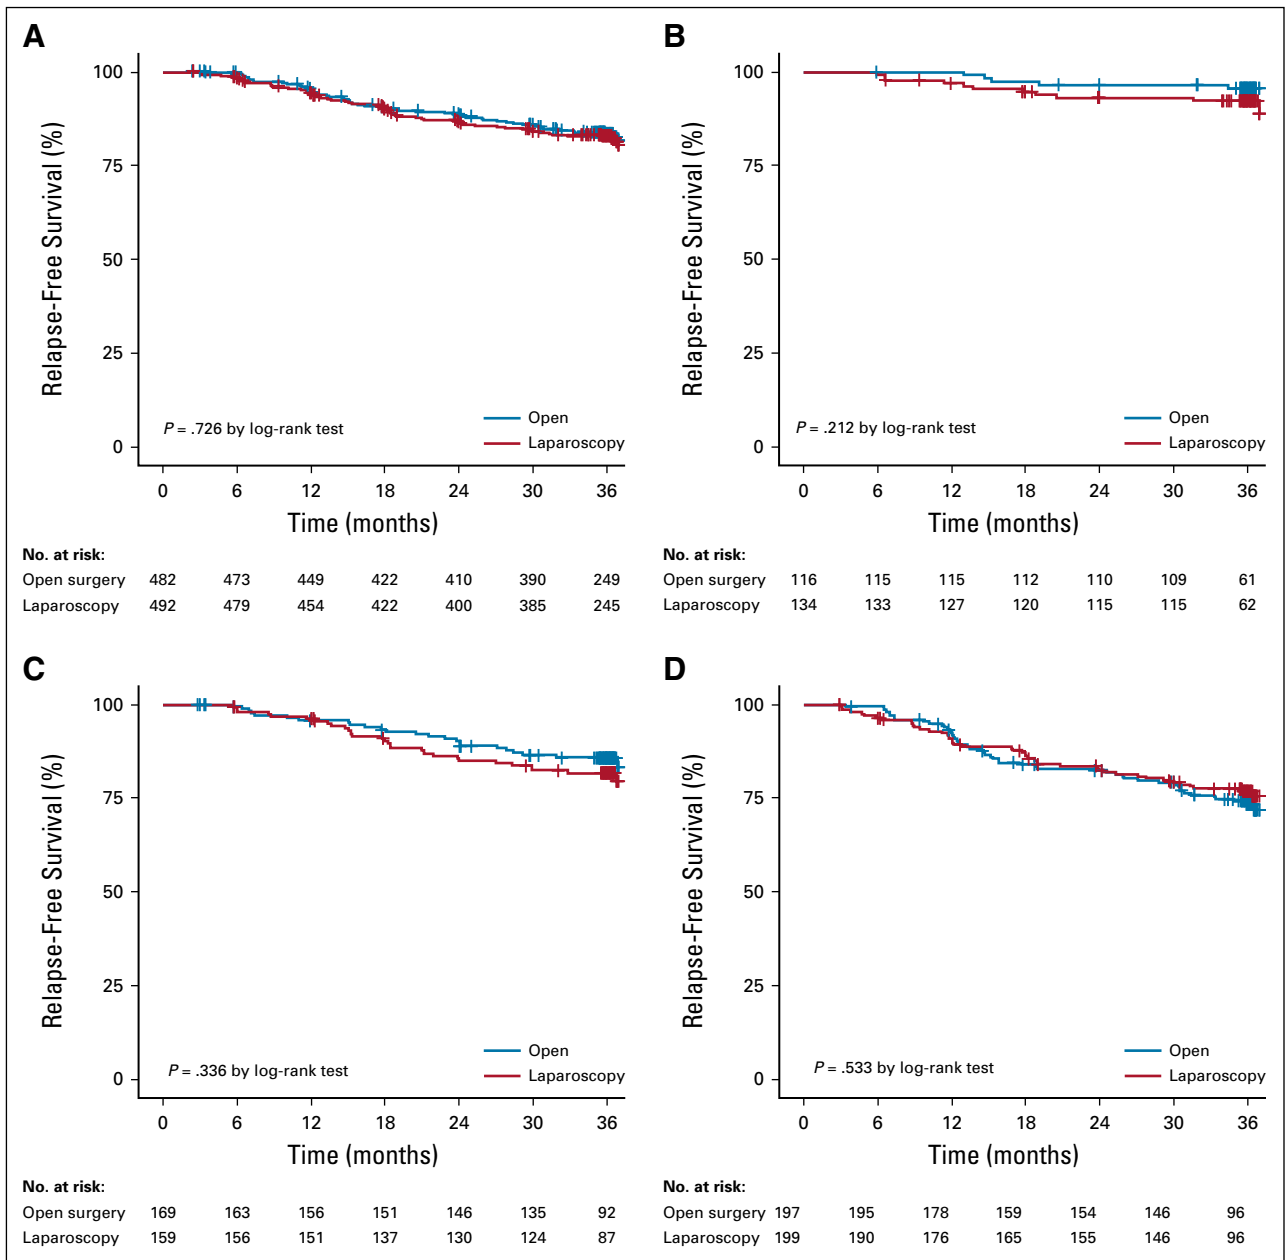 A
Relapse-Free Survival (%)
100
75
50
25
0
P = .726 by log-rank test
Open
Laparoscopy
0 6 12 18 24 30 36
Time (months)
No. at risk:
Open surgery 482 473 449 422 410 390 249
Laparoscopy 492 479 454 422 400 385 245
B
Relapse-Free Survival (%)
100
75
50
25
0
P = .212 by log-rank test
Open
Laparoscopy
0 6 12 18 24 30 36
Time (months)
No. at risk:
Open surgery 116 115 115 112 110 109 61
Laparoscopy 134 133 127 120 115 115 62
C
Relapse-Free Survival (%)
100
75
50
25
0
P = .336 by log-rank test
Open
Laparoscopy
0 6 12 18 24 30 36
Time (months)
No. at risk:
Open surgery 169 163 156 151 146 135 92
Laparoscopy 159 156 151 137 130 124 87
D
Relapse-Free Survival (%)
100
75
50
25
0
P = .533 by log-rank test
Open
Laparoscopy
0 6 12 18 24 30 36
Time (months)
No. at risk:
Open surgery 197 195 178 159 154 146 96
Laparoscopy 199 190 176 165 155 146 96